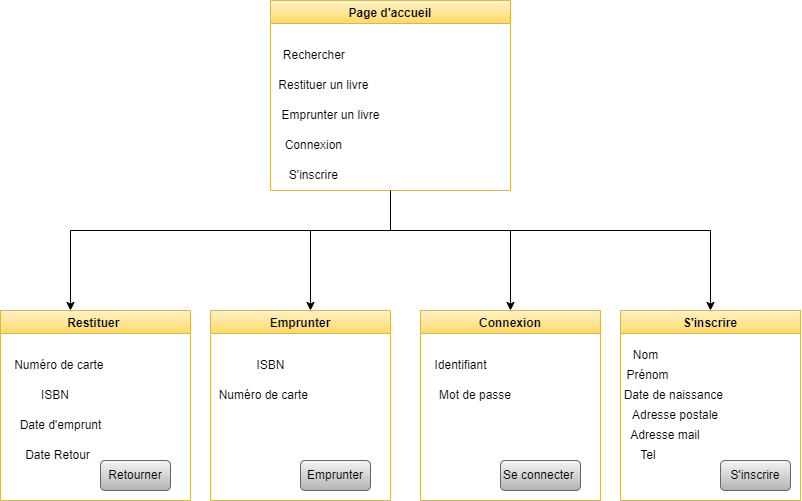 Page d'accueil
Rechercher
Restituer un livre
Emprunter un livre
Connexion
S'inscrire
Restituer
Numéro de carte
ISBN
Date d'emprunt
Date Retour
Retourner
Emprunter
ISBN
Numéro de carte
Emprunter
Connexion
Identifiant
Mot de passe
Se connecter
S'inscrire
Nom
Prénom
Date de naissance
Adresse postale
Adresse mail
Tel
S'inscrire